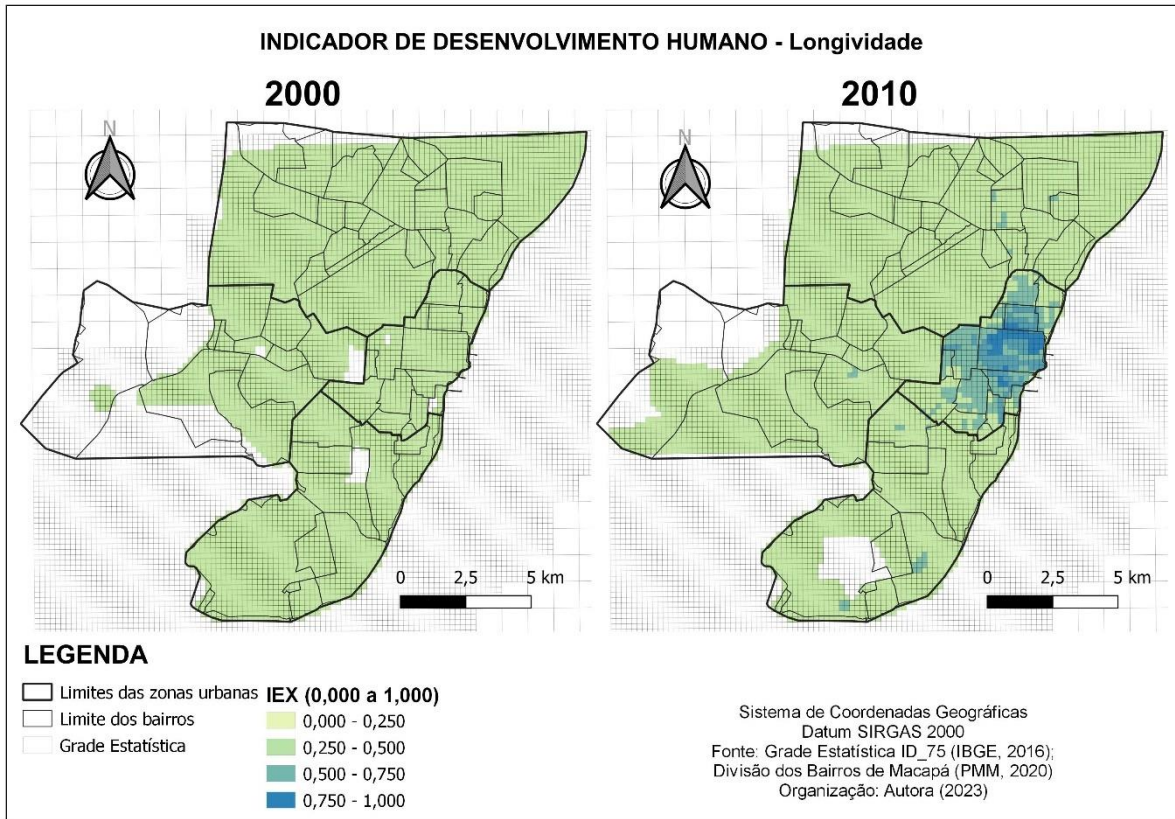 INDICADOR DE DESENVOLVIMENTO HUMANO - Longividade
2000
2010
N
N
0 2,5 5 km
0 2,5 5 km
LEGENDA
Limites das zonas urbanas
Limite dos bairros
Grade Estatística
IEX (0,000 a 1,000)
0,000 - 0,250
0,250 - 0,500
0,500 - 0,750
0,750 - 1,000
Sistema de Coordenadas Geográficas
Datum SIRGAS 2000
Fonte: Grade Estatística ID_75 (IBGE, 2016);
Divisão dos Bairros de Macapá (PMM, 2020)
Organização: Autora (2023)